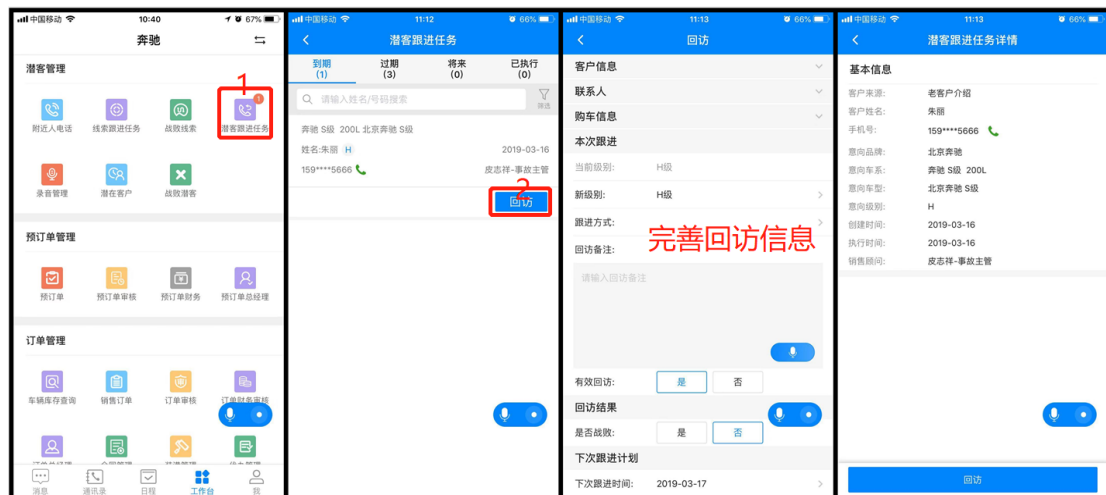 中国移动 10:40 67%
奔驰
潜客管理
1
1
附近人电话 线索跟进任务 战败线索 潜客跟进任务
录音管理 潜在客户 战败潜客
预订单管理
预订单 预订单审核 预订单财务 预订单总经理
订单管理
车辆库存查询 销售订单 订单审核 订单财务审核
消息 通讯录 日程 工作台 我
中国移动 11:12 66%
潜客跟进任务
到期 过期 将来 已执行
(1) (3) (0) (0)
请输入姓名/号码搜索 筛选
奔驰 S级 200L 北京奔驰 S级
姓名:朱丽 H 2019-03-16
159****5666 皮志祥-事故主管
2
回访
中国移动 11:13 66%
回访
客户信息
联系人
购车信息
本次跟进
当前级别: H级
新级别: H级
跟进方式:
完善回访信息
回访备注:
请输入回访备注
有效回访: 是 否
回访结果
是否战败: 是 否
下次跟进计划
下次跟进时间: 2019-03-17
中国移动 11:13 66%
潜客跟进任务详情
基本信息
客户来源: 老客户介绍
客户姓名: 朱丽
手机号: 159****5666
意向品牌: 北京奔驰
意向车系: 奔驰 S级 200L
意向车型: 北京奔驰 S级
意向级别: H
创建时间: 2019-03-16
执行时间: 2019-03-16
销售顾问: 皮志祥-事故主管
回访